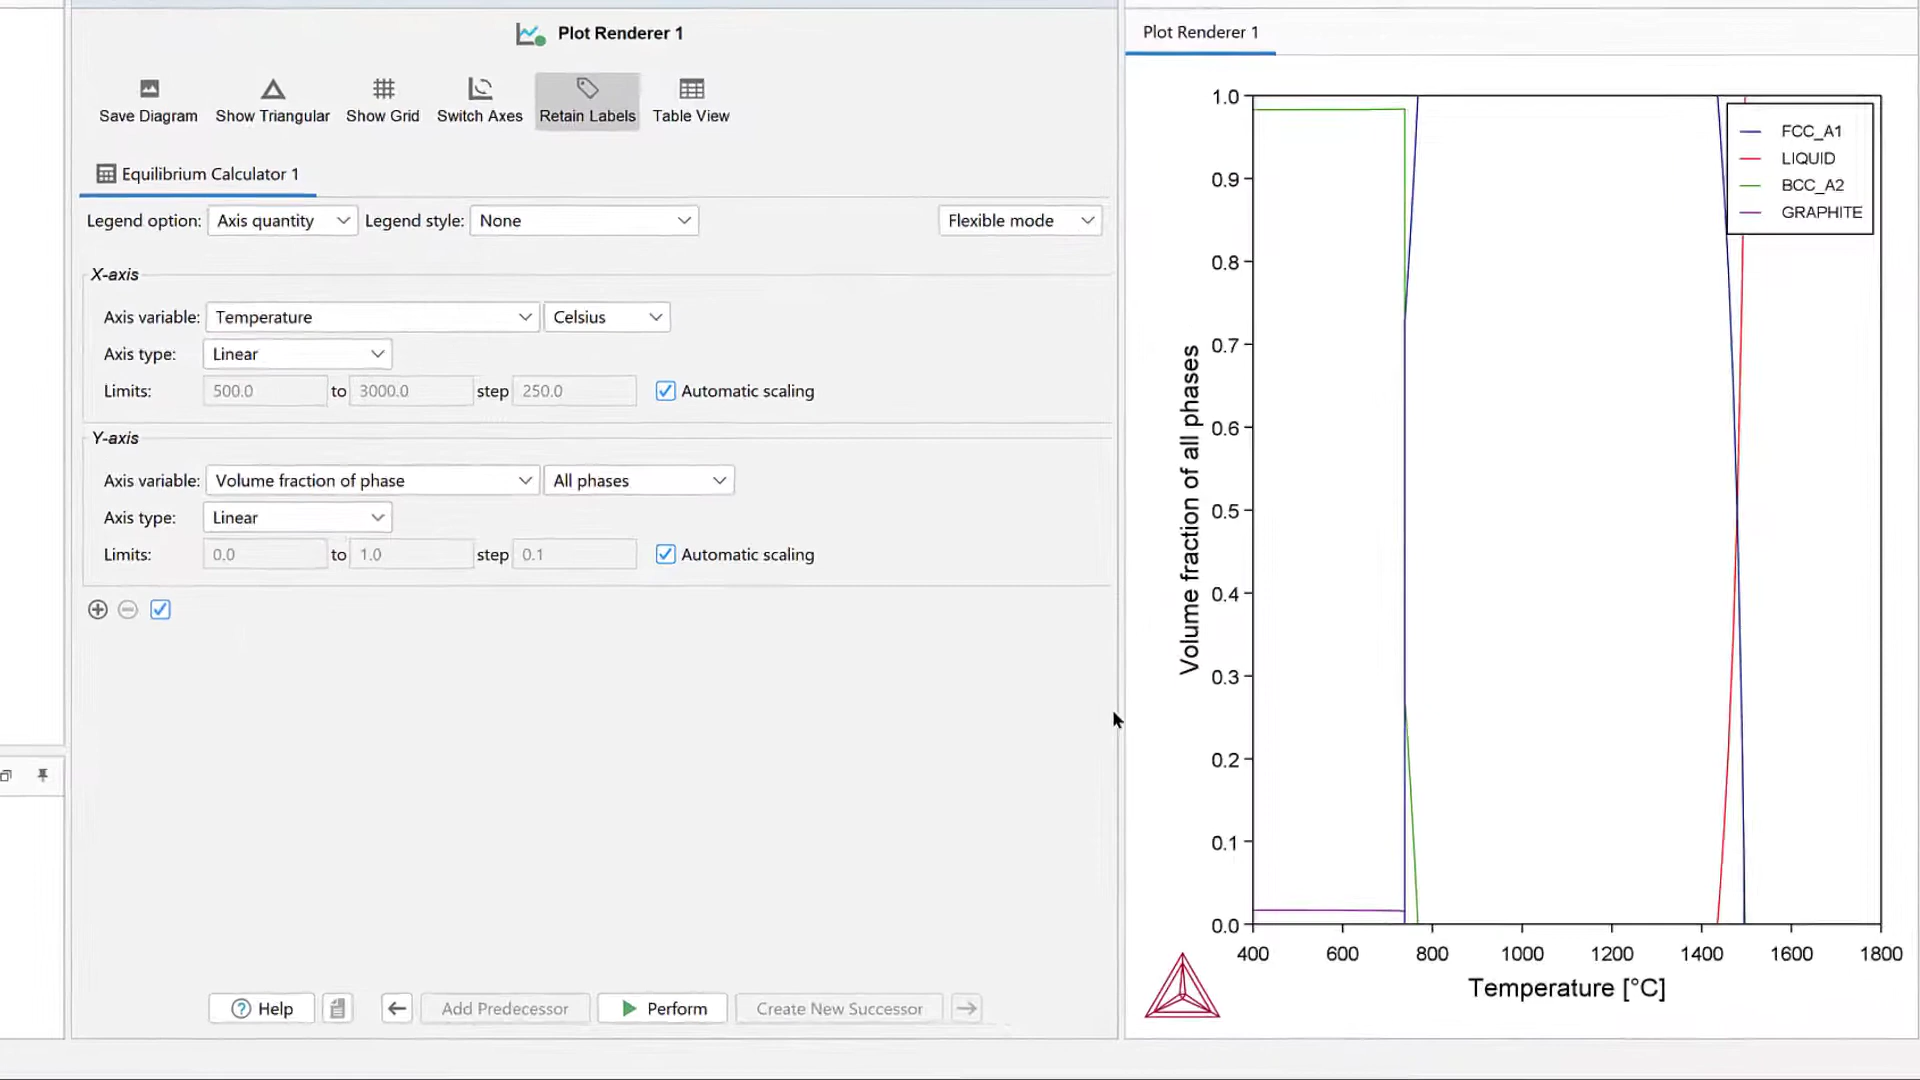 Plot Renderer 1
Save Diagram Show Triangular Show Grid Switch Axes Retain Labels Table View
Equilibrium Calculator 1
Legend option: Axis quantity Legend style: None Flexible mode
X-axis
Axis variable: Temperature Celsius
Axis type: Linear
Limits: 500.0 to 3000.0 step 250.0 Automatic scaling
Y-axis
Axis variable: Volume fraction of phase All phases
Axis type: Linear
Limits: 0.0 to 1.0 step 0.1 Automatic scaling
Help Add Predecessor Perform Create New Successor
Plot Renderer 1
1.0
0.9
0.8
0.7
0.6
0.5
0.4
0.3
0.2
0.1
0.0
Volume fraction of all phases
FCC_A1
LIQUID
BCC_A2
GRAPHITE
400 600 800 1000 1200 1400 1600 1800
Temperature [°C]